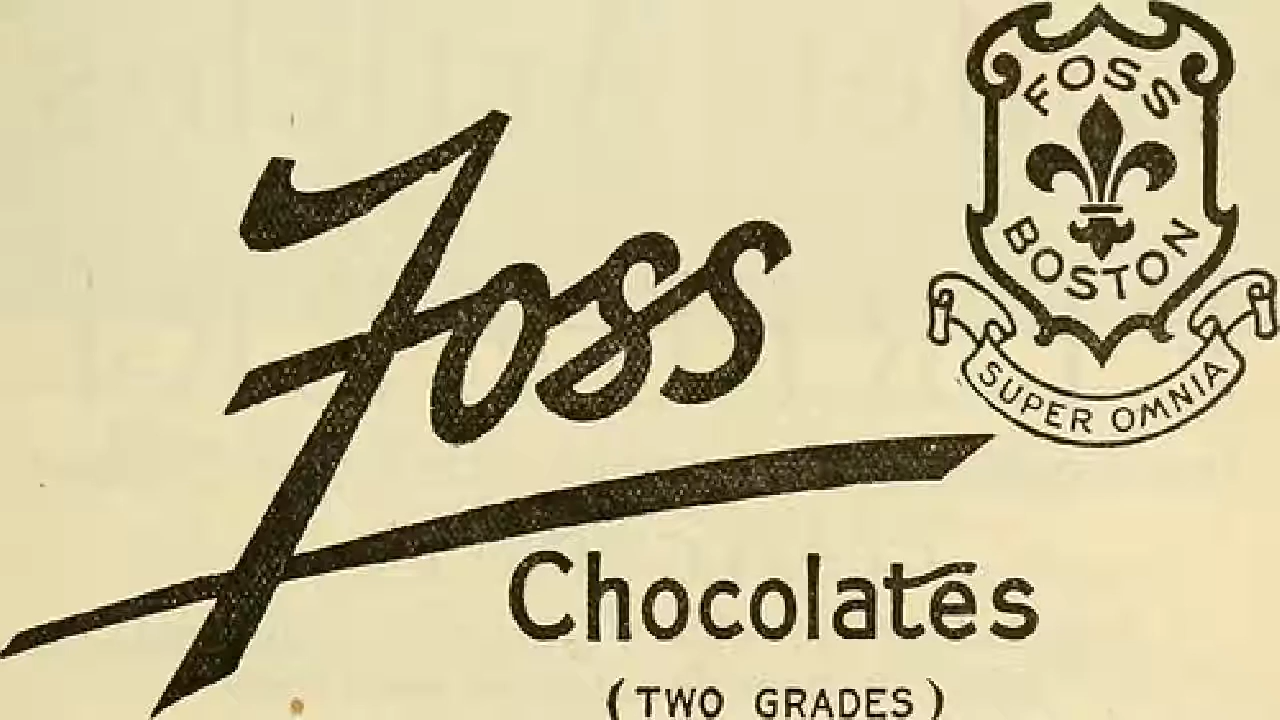 FOSS
BOSTON
SUPER OMNIA
Foss
Chocolates
(TWO GRADES)